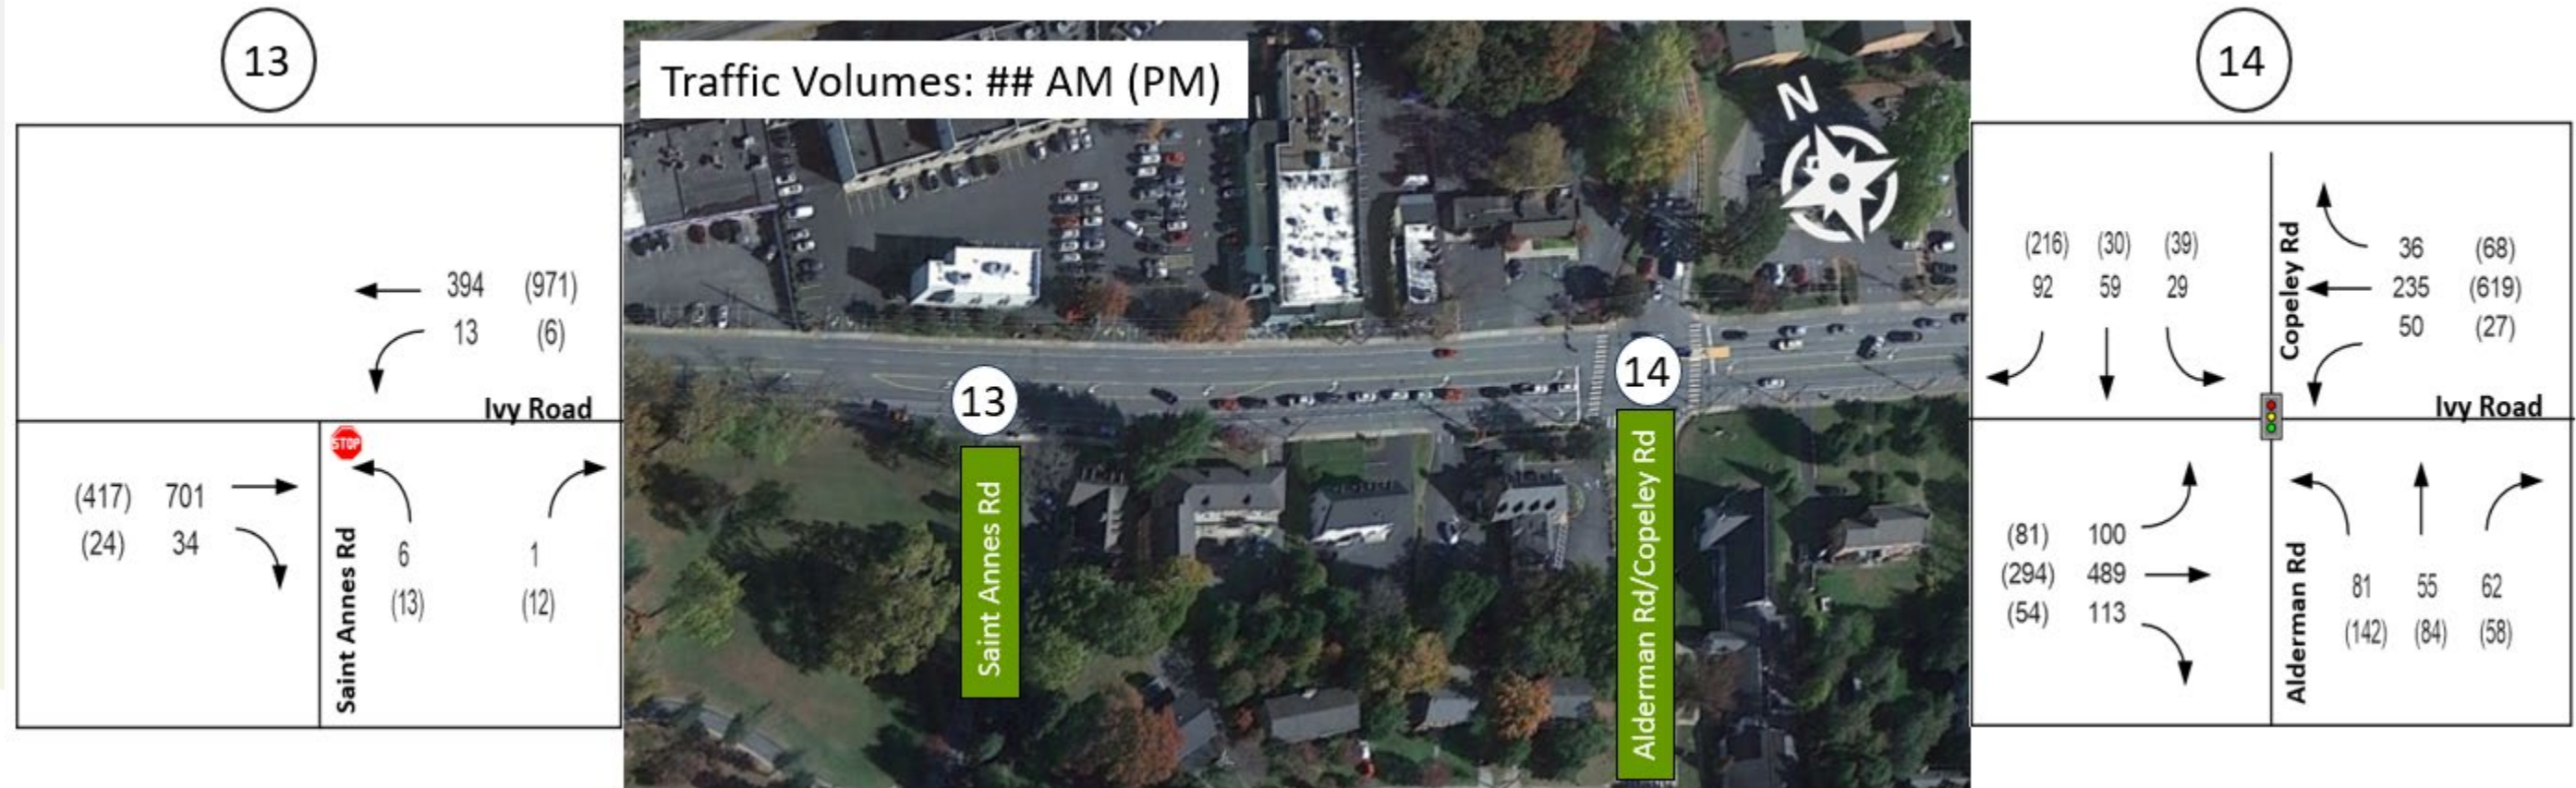 13
394 (971)
13 (6)
Ivy Road
STOP
(417) 701
(24) 34
Saint Annes Rd
6 1
(13) (12)
Traffic Volumes: ## AM (PM)
N
13
14
Saint Annes Rd
Alderman Rd/Copeley Rd
14
(216) (30) (39)
92 59 29
Copeley Rd
36 (68)
235 (619)
50 (27)
Ivy Road
(81) 100
(294) 489
(54) 113
Alderman Rd
81 55 62
(142) (84) (58)